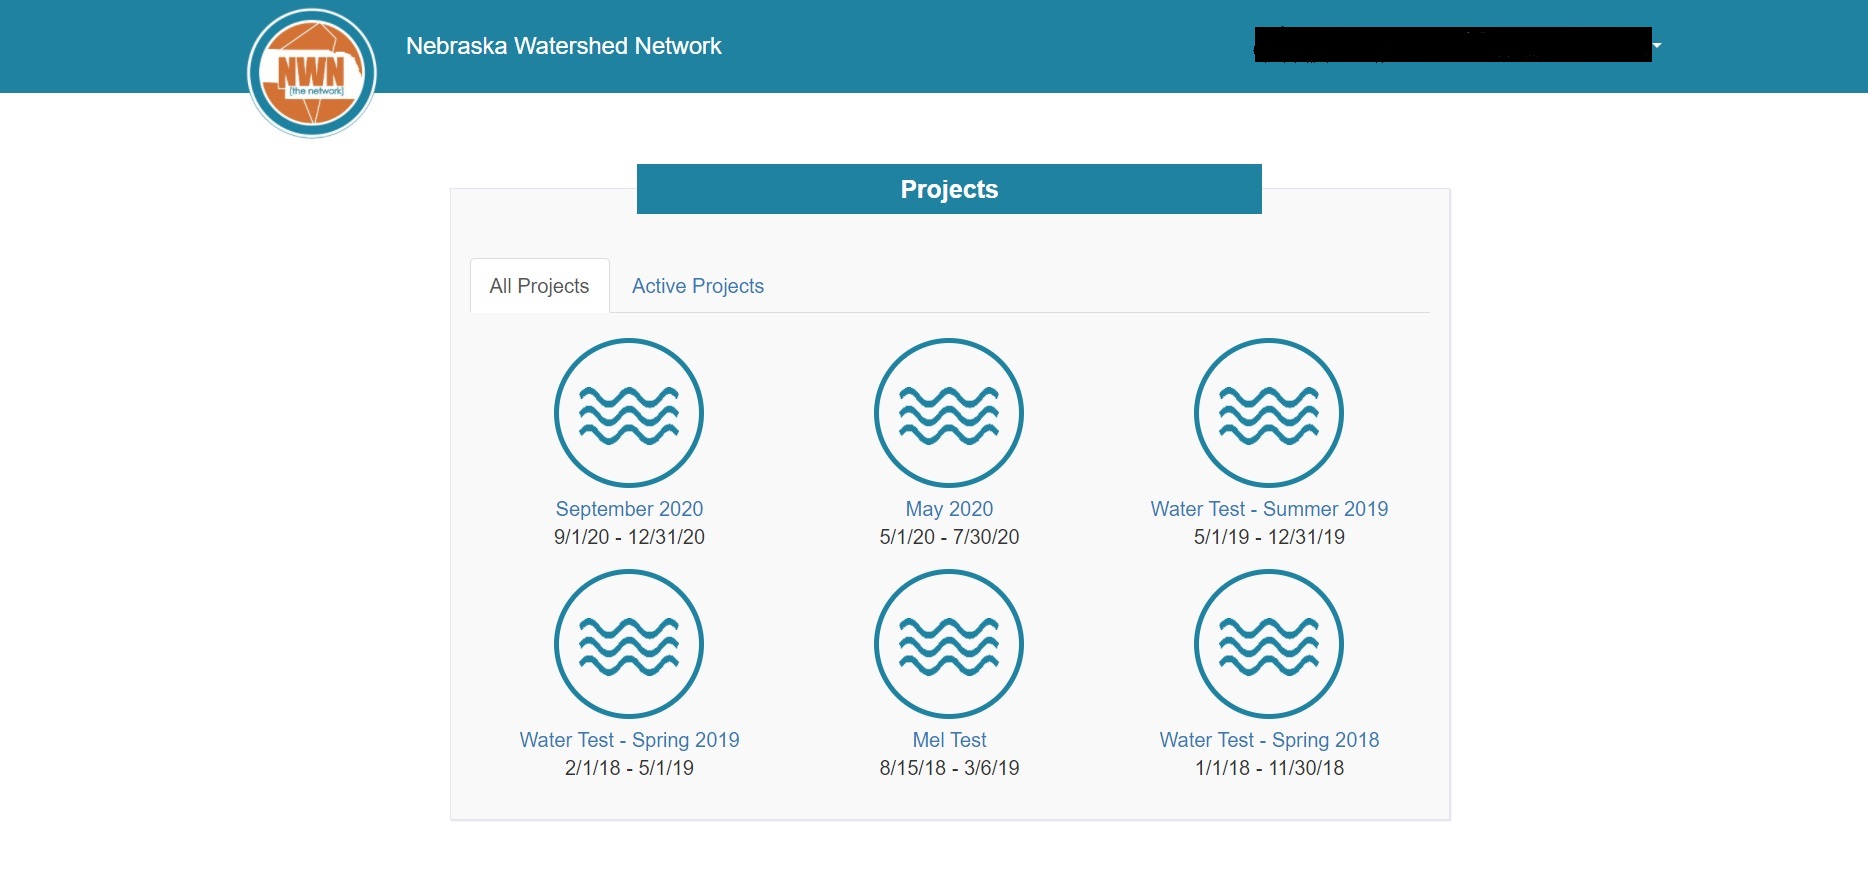 NWN
[the network]
Nebraska Watershed Network
Projects
All Projects
Active Projects
September 2020
9/1/20 - 12/31/20
May 2020
5/1/20 - 7/30/20
Water Test - Summer 2019
5/1/19 - 12/31/19
Water Test - Spring 2019
2/1/18 - 5/1/19
Mel Test
8/15/18 - 3/6/19
Water Test - Spring 2018
1/1/18 - 11/30/18